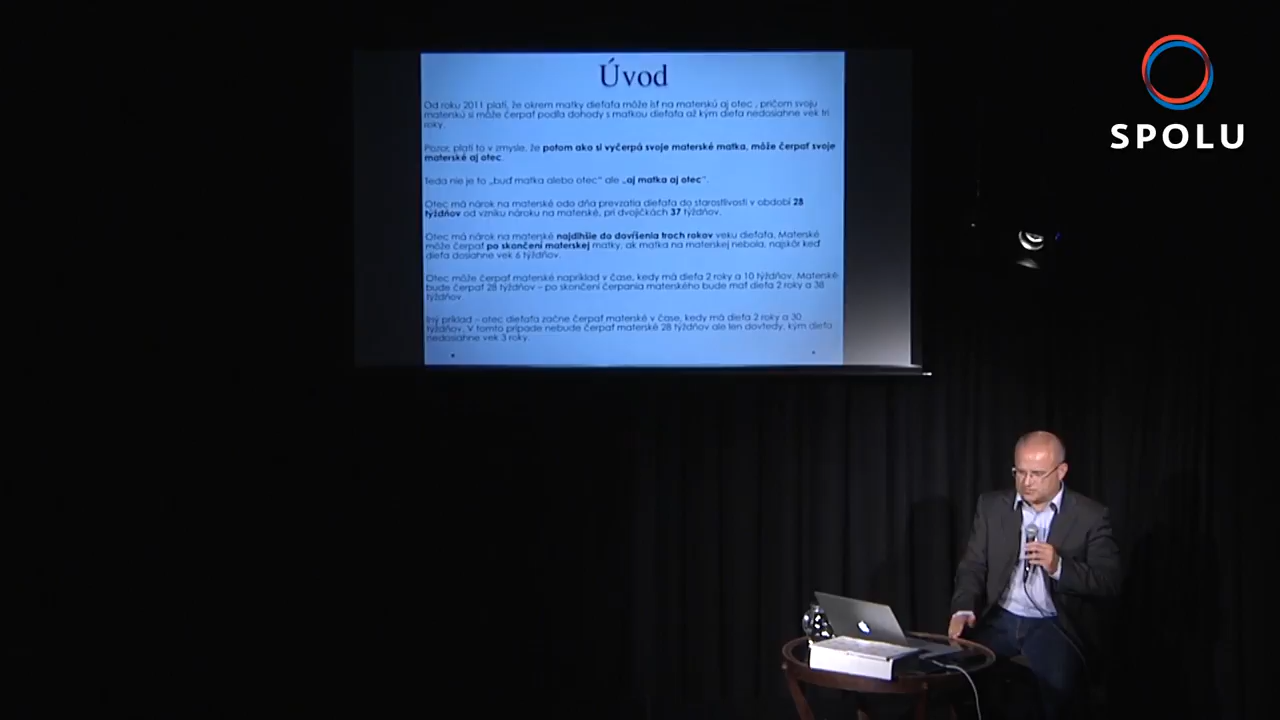 SPOLU
Úvod
Od roku 2011 platí, že okrem matky dieťaťa môže ísť na materskú aj otec , pričom svoju
materskú si môže čerpať podľa dohody s matkou dieťaťa až kým dieťa nedosiahne vek tri
roky.
Pozor, platí to v zmysle, že potom ako si vyčerpá svoje materské matka, môže čerpať svoje
materské aj otec.
Teda nie je to „buď matka alebo otec“ ale „aj matka aj otec“.
Otec má nárok na materské odo dňa prevzatia dieťaťa do starostlivosti v období 28
týždňov od vzniku nároku na materské, pri dvojičkách 37 týždňov.
Otec má nárok na materské najdlhšie do dovŕšenia troch rokov veku dieťaťa. Materské
môže čerpať po skončení materskej matky, ak matka na materskej nebola, najskôr keď
dieťa dosiahne vek 6 týždňov.
Otec môže čerpať materské napríklad v čase, kedy má dieťa 2 roky a 10 týždňov. Materské
bude čerpať 28 týždňov – po skončení čerpania materského bude mať dieťa 2 roky a 38
týždňov
Iný príklad – otec dieťaťa začne čerpať materské v čase, kedy má dieťa 2 roky a 30
týždňov. V tomto prípade nebude čerpať materské 28 týždňov ale len dovtedy, kým dieťa
nedosiahne vek 3 roky.